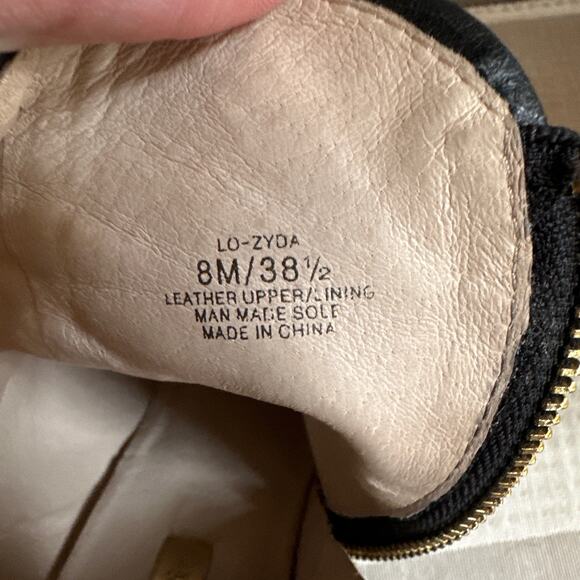 LO-ZYDA
8M/38½
LEATHER UPPER/LINING
MAN MADE SOLE
MADE IN CHINA